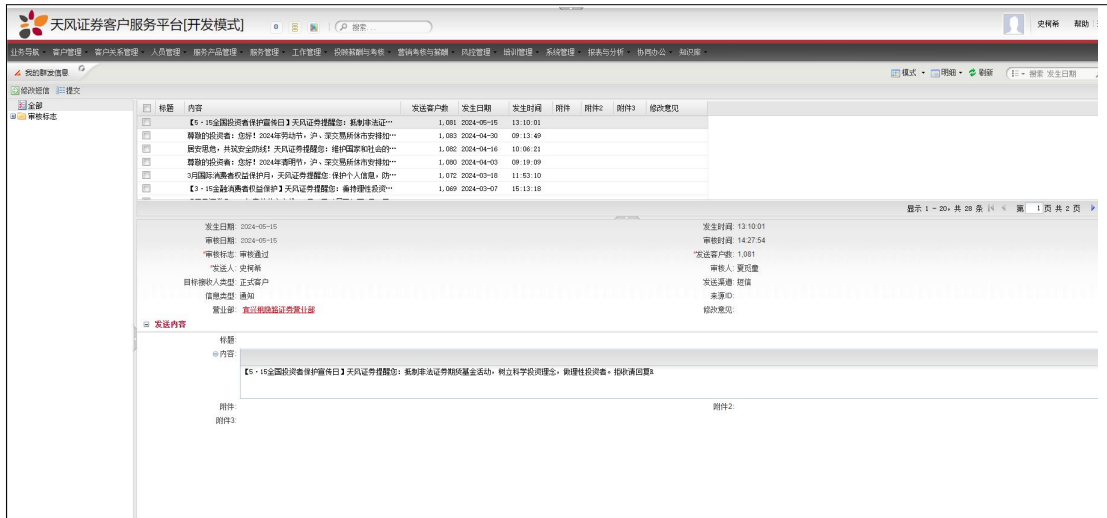 天风证券客户服务平台[开发模式]
搜索...
史柯希 帮助
业务导航 客户管理 客户关系管理 人员管理 服务产品管理 服务管理 工作管理 投顾薪酬与考核 营销考核与薪酬 风控管理 培训管理 系统管理 报表与分析 协同办公 知识库
我的群发信息
模式 明细 刷新 搜索 发生日期
修改短信 提交
全部
审核标志
标题 内容 发送客户数 发生日期 发生时间 附件 附件2 附件3 修改意见
【5·15全国投资者保护宣传日】天风证券提醒您：抵制非法证… 1,081 2024-05-15 13:10:01
尊敬的投资者：您好！2024年劳动节，沪、深交易所休市安排如… 1,083 2024-04-30 09:13:49
居安思危，共筑安全防线！天风证券提醒您：维护国家和社会的… 1,082 2024-04-16 10:06:21
尊敬的投资者：您好！2024年清明节，沪、深交易所休市安排如… 1,080 2024-04-03 09:19:09
3月国际消费者权益保护月，天风证券提醒您：保护个人信息，防… 1,072 2024-03-18 11:53:10
【3·15金融消费者权益保护】天风证券提醒您：秉持理性投资… 1,069 2024-03-07 15:13:18
显示 1 - 20，共 28 条 第 1 页 共 2 页
发生日期: 2024-05-15 发生时间: 13:10:01
审核日期: 2024-05-15 审核时间: 14:27:54
*审核标志: 审核通过 *发送客户数: 1,081
*发送人: 史柯希 审核人: 夏班童
目标接收人类型: 正式客户 发送渠道: 短信
信息类型: 通知 来源ID:
营业部: 宜兴桃隐路证券营业部 修改意见:
发送内容
标题:
内容:
【5·15全国投资者保护宣传日】天风证券提醒您：抵制非法证券期货基金活动，树立科学投资理念，做理性投资者。拒收请回复R
附件: 附件2:
附件3: